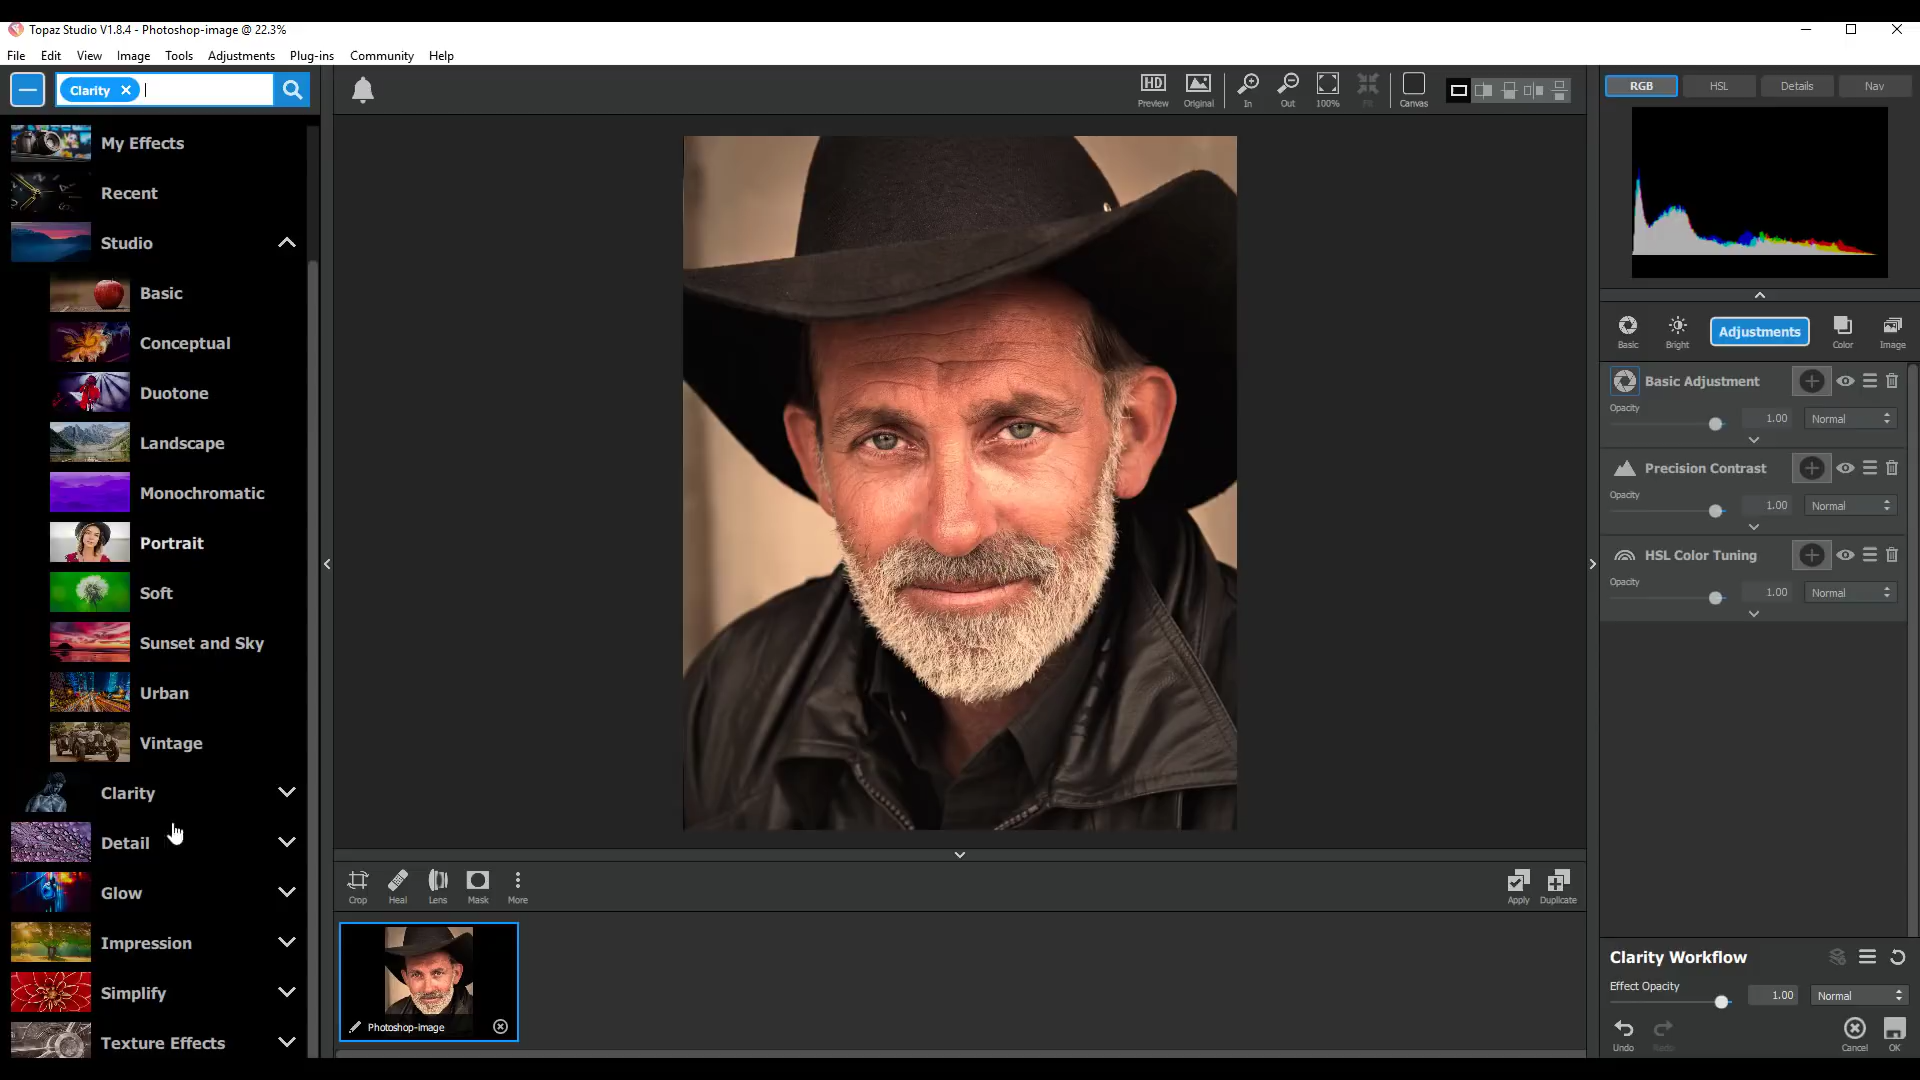 Topaz Studio V1.8.4 - Photoshop-image @ 22.3%
File Edit View Image Tools Adjustments Plug-ins Community Help
Clarity
My Effects
Recent
Studio
Basic
Conceptual
Duotone
Landscape
Monochromatic
Portrait
Soft
Sunset and Sky
Urban
Vintage
Clarity
Detail
Glow
Impression
Simplify
Texture Effects
HD
Preview Original In Out 100% Fit Canvas
Crop Heal Lens Mask More
Apply Duplicate
Photoshop-image
RGB HSL Details Nav
Basic Bright Adjustments Color Image
Basic Adjustment
Opacity
1.00 Normal
Precision Contrast
Opacity
1.00 Normal
HSL Color Tuning
Opacity
1.00 Normal
Clarity Workflow
Effect Opacity
1.00 Normal
Undo Redo Cancel OK